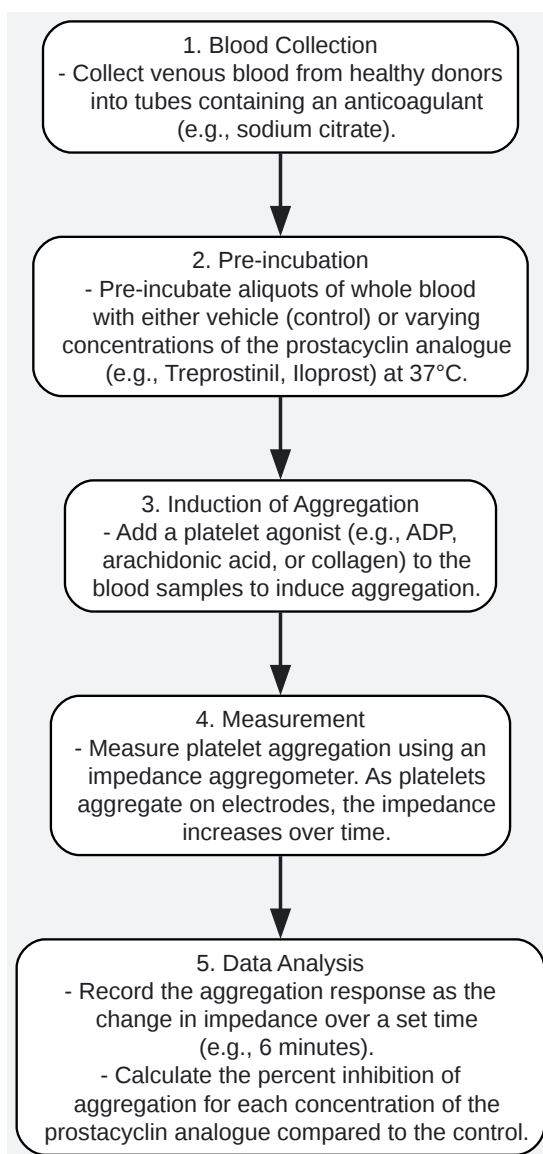 1. Blood Collection
- Collect venous blood from healthy donors
into tubes containing an anticoagulant
(e.g., sodium citrate).
2. Pre-incubation
- Pre-incubate aliquots of whole blood
with either vehicle (control) or varying
concentrations of the prostacyclin analogue
(e.g., Treprostinil, Iloprost) at 37°C.
3. Induction of Aggregation
- Add a platelet agonist (e.g., ADP,
arachidonic acid, or collagen) to the
blood samples to induce aggregation.
4. Measurement
- Measure platelet aggregation using an
impedance aggregometer. As platelets
aggregate on electrodes, the impedance
increases over time.
5. Data Analysis
- Record the aggregation response as the
change in impedance over a set time
(e.g., 6 minutes).
- Calculate the percent inhibition of
aggregation for each concentration of the
prostacyclin analogue compared to the control.